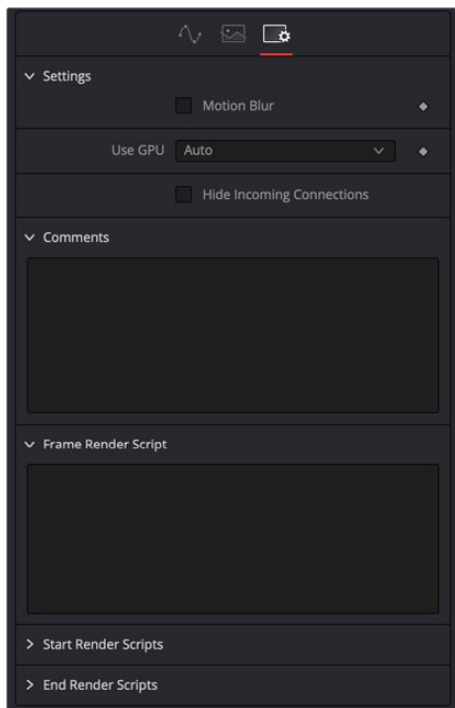 Settings
Motion Blur
Use GPU Auto
Hide Incoming Connections
Comments
Frame Render Script
Start Render Scripts
End Render Scripts